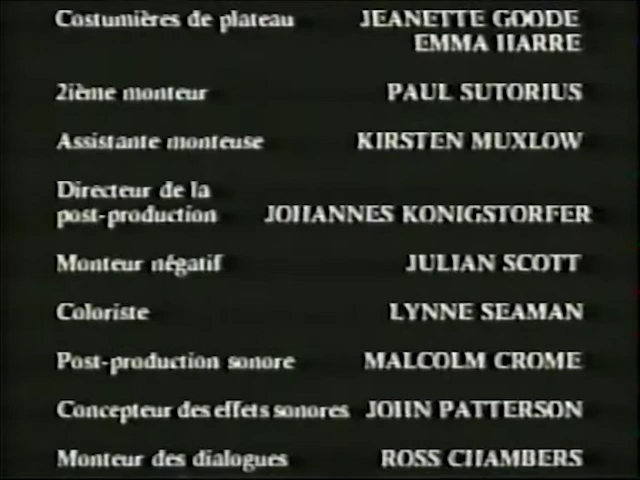 Costumières de plateau JEANETTE GOODE
EMMA HARRE
2ième monteur PAUL SUTORIUS
Assistante monteuse KIRSTEN MUXLOW
Directeur de la
post-production JOHANNES KONIGSTORFER
Monteur négatif JULIAN SCOTT
Coloriste LYNNE SEAMAN
Post-production sonore MALCOLM CROME
Concepteur des effets sonores JOHN PATTERSON
Monteur des dialogues ROSS CHAMBERS